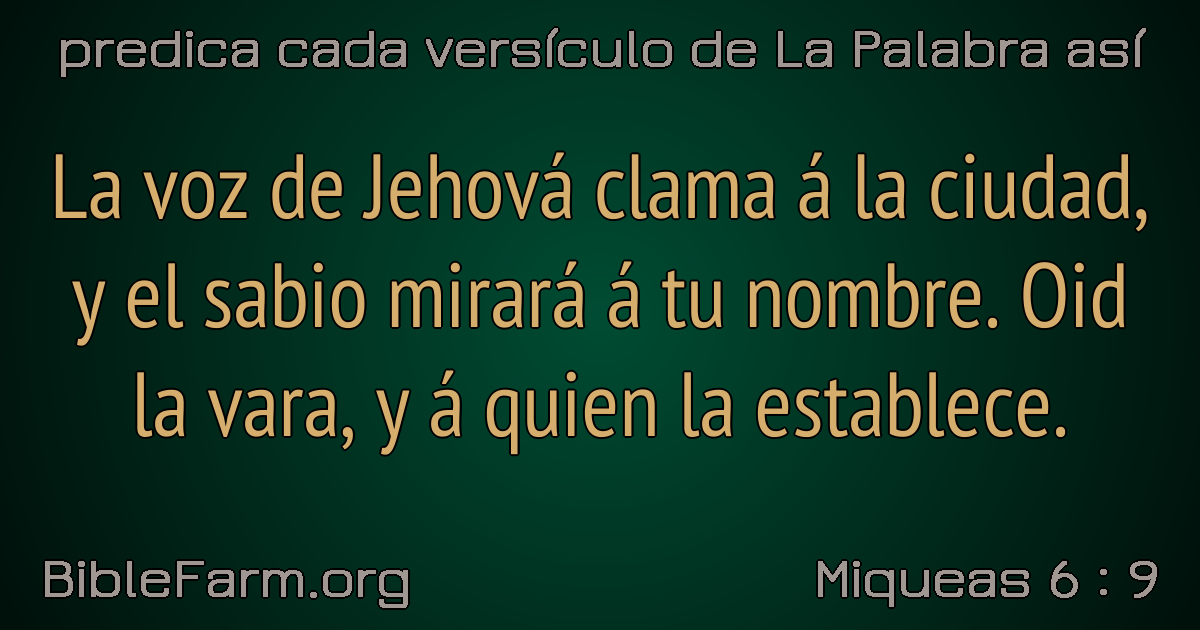 predica cada versículo de La Palabra así
La voz de Jehová clama á la ciudad,
y el sabio mirará á tu nombre. Oid
la vara, y á quien la establece.
BibleFarm.org
Miqueas 6 : 9